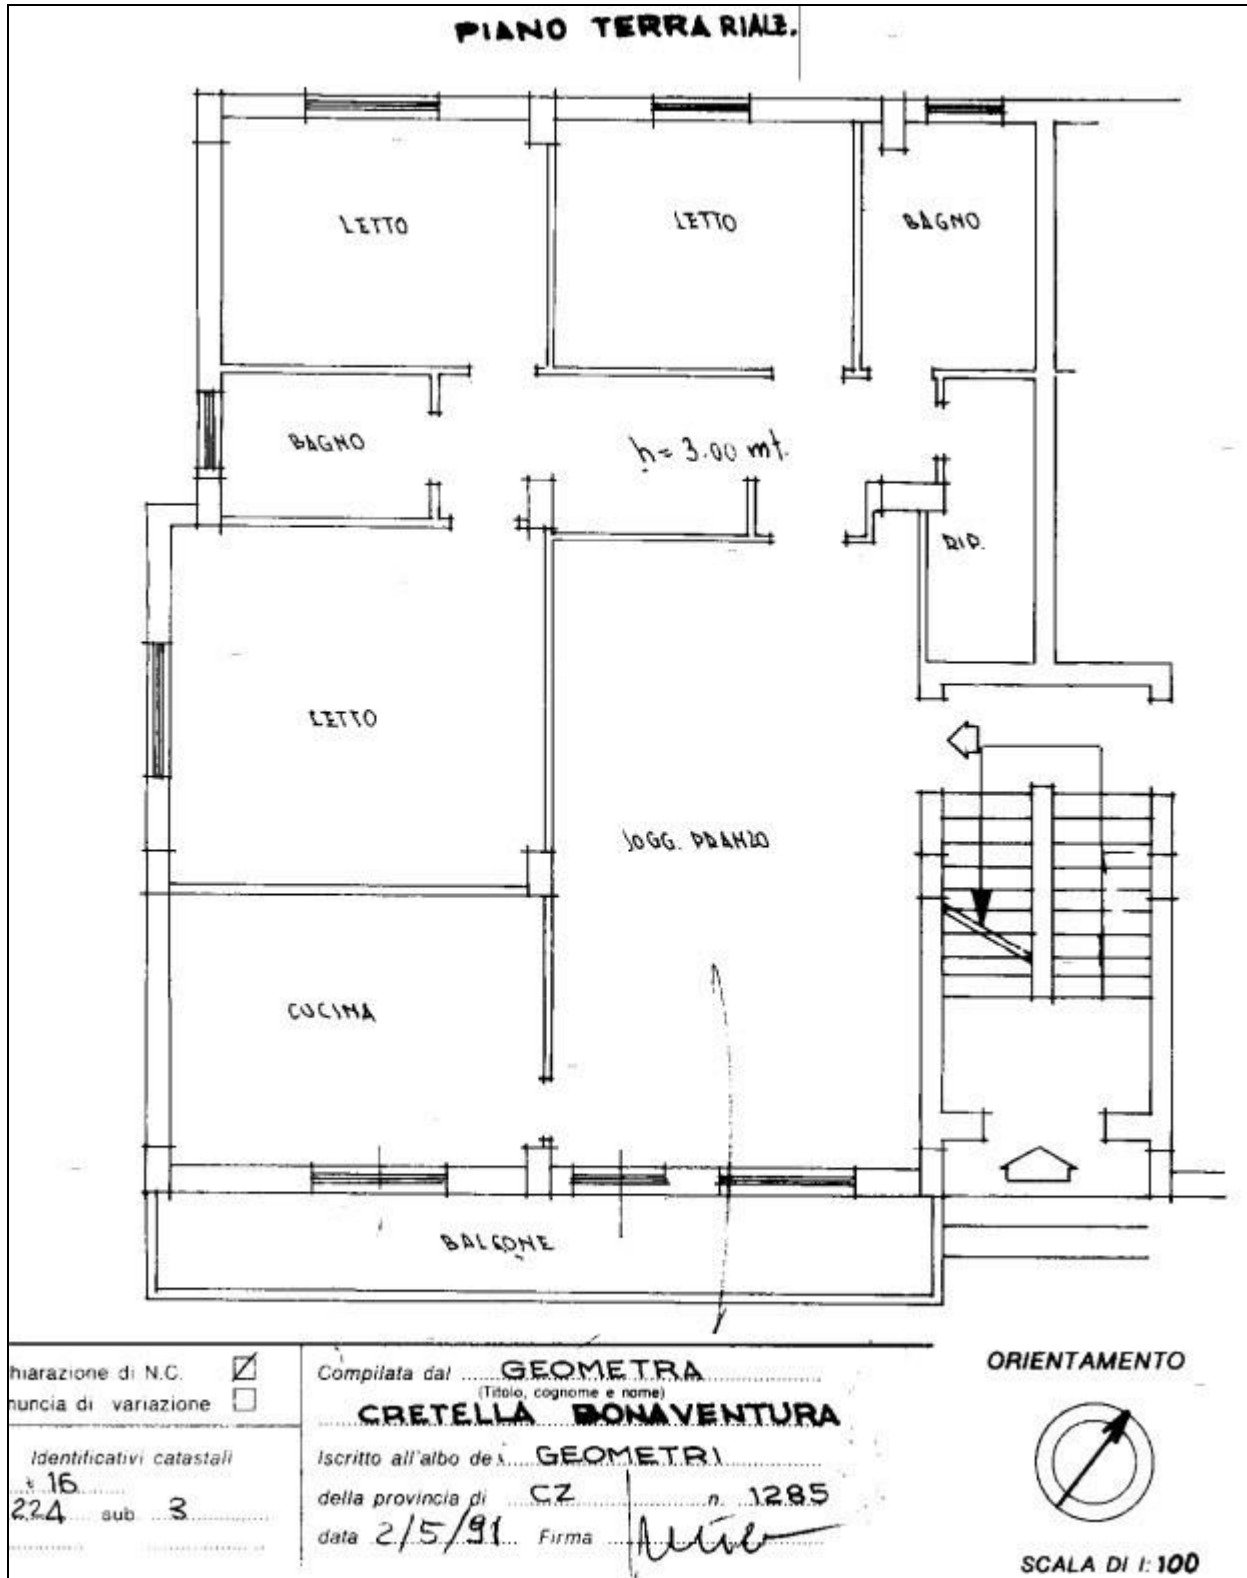 PIANO TERRA RIALZ.
LETTO
LETTO
BAGNO
BAGNO
h = 3.00 mt.
RIP.
LETTO
SOGG. PRANZO
CUCINA
BALCONE
hiarazione di N.C.
nuncia di variazione
Identificativi catastali
16
224 sub 3
Compilata dal GEOMETRA
(Titolo, cognome e nome)
CRETELLA BONAVENTURA
Iscritto all'albo dei GEOMETRI
della provincia di CZ n. 1285
data 2/5/91 Firma
ORIENTAMENTO
SCALA DI 1:100